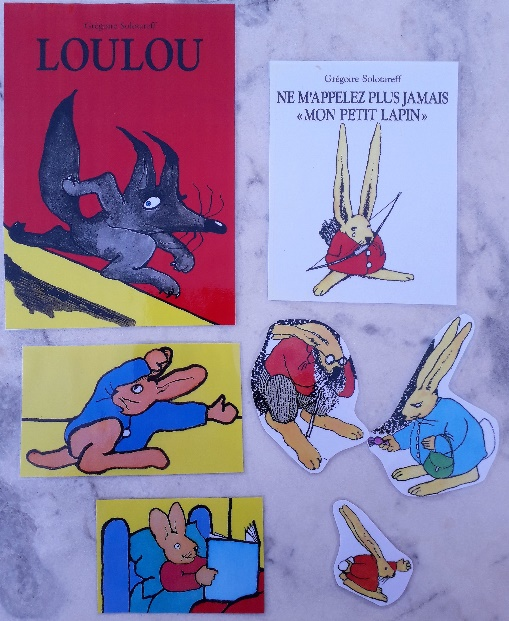 Grégoire Solotareff
LOULOU
Grégoire Solotareff
NE M'APPELEZ PLUS JAMAIS
«MON PETIT LAPIN»